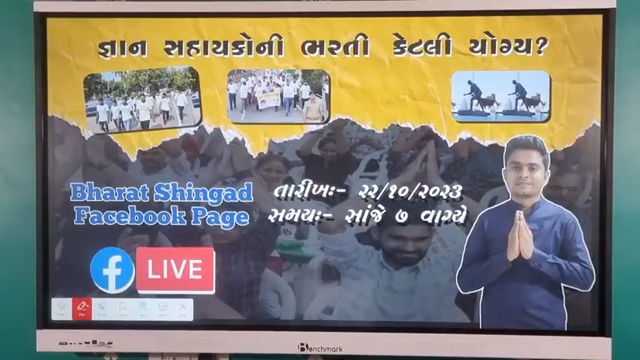 જ્ઞાન સહાયકોની ભરતી કેટલી યોગ્ય?
Bharat Shingad
Facebook Page
તારીખઃ- ૨૨/૧૦/૨૦૨૩
સમયઃ- સાંજે ૭ વાગ્યે
f LIVE
Benchmark